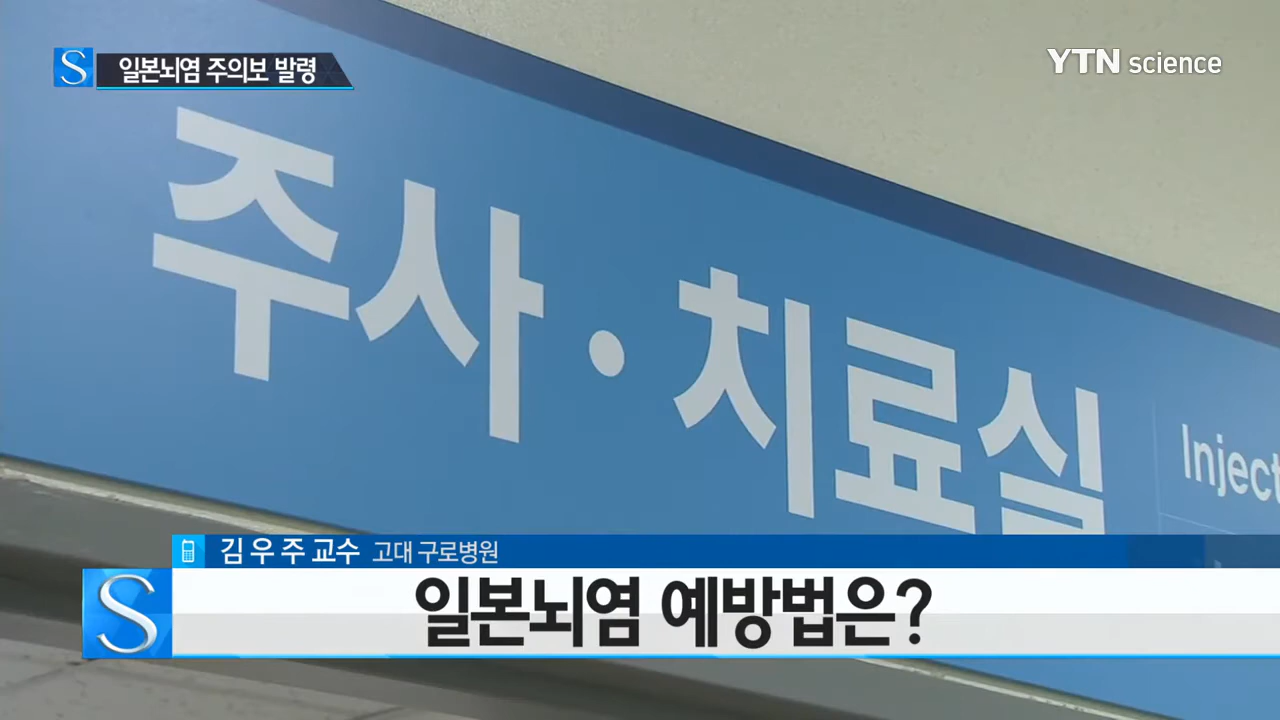 S 일본뇌염 주의보 발령
YTN science
주사·치료실
Inject
김우주 교수 고대 구로병원
S 일본뇌염 예방법은?